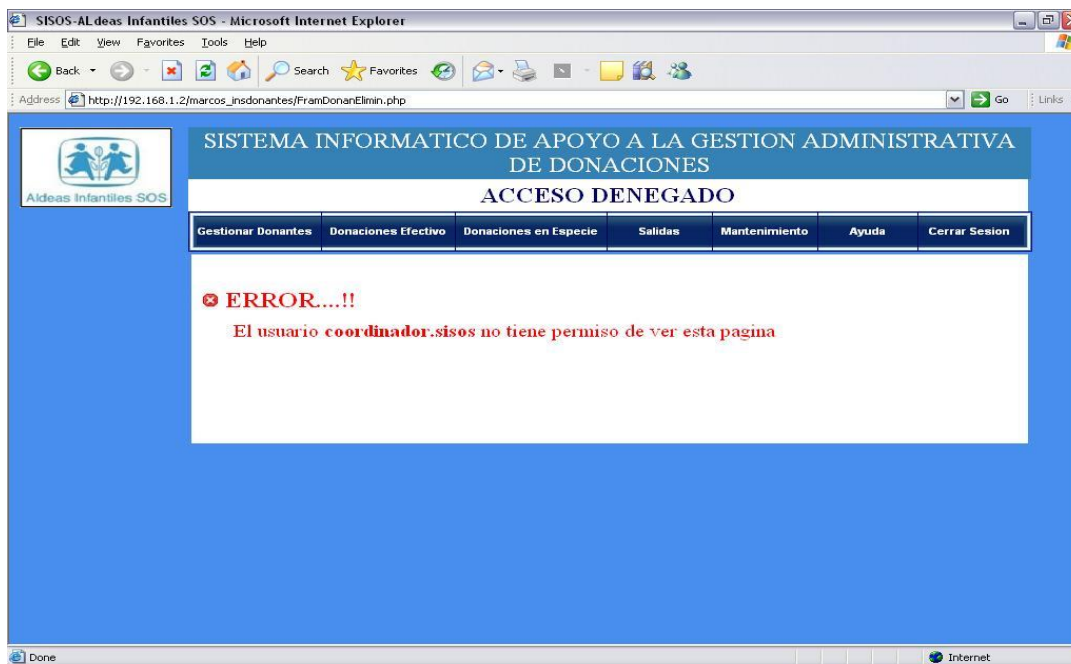 SISOS-ALdeas Infantiles SOS - Microsoft Internet Explorer
File Edit View Favorites Tools Help
Back Search Favorites
Address http://192.168.1.2/marcos_insdonantes/FramDonanElimin.php Go Links
Aldeas Infantiles SOS
SISTEMA INFORMATICO DE APOYO A LA GESTION ADMINISTRATIVA
DE DONACIONES
ACCESO DENEGADO
Gestionar Donantes Donaciones Efectivo Donaciones en Especie Salidas Mantenimiento Ayuda Cerrar Sesion
ERROR....!!
El usuario coordinador.sisos no tiene permiso de ver esta pagina
Done Internet